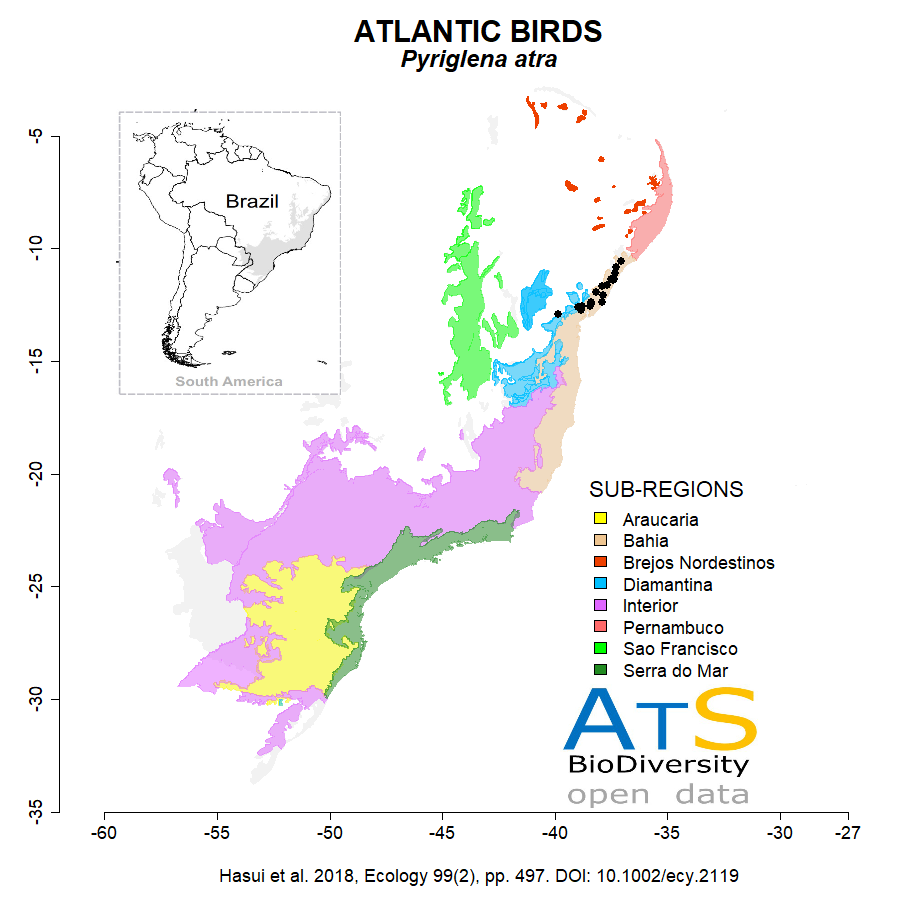 ATLANTIC BIRDS
Pyriglena atra
Brazil
South America
-5
-10
-15
-20
-25
-30
-35
SUB-REGIONS
Araucaria
Bahia
Brejos Nordestinos
Diamantina
Interior
Pernambuco
Sao Francisco
Serra do Mar
ATS
BioDiversity
open data
-60 -55 -50 -45 -40 -35 -30 -27
Hasui et al. 2018, Ecology 99(2), pp. 497. DOI: 10.1002/ecy.2119